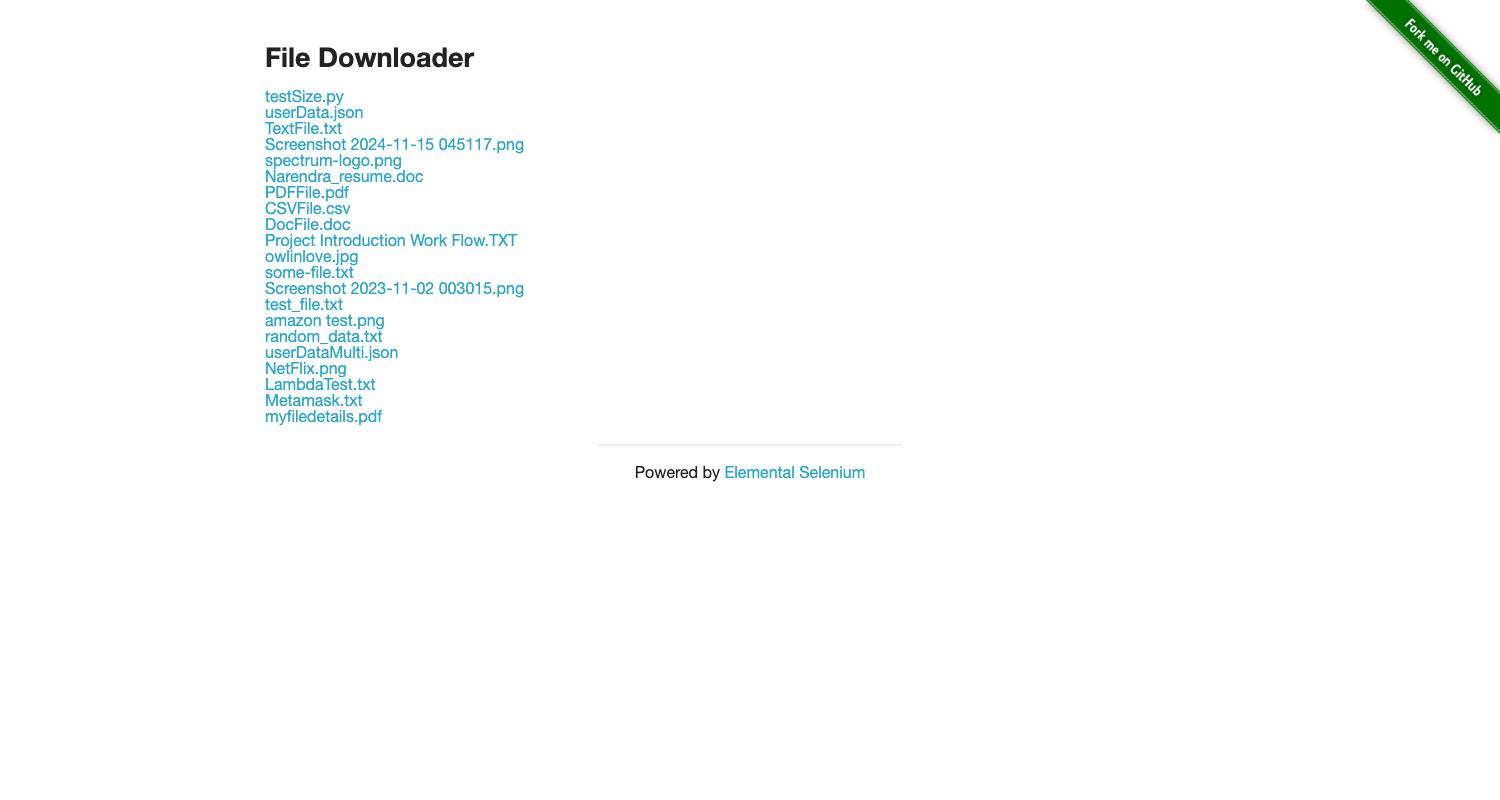 Fork me on GitHub
File Downloader
testSize.py
userData.json
TextFile.txt
Screenshot 2024-11-15 045117.png
spectrum-logo.png
Narendra_resume.doc
PDFFile.pdf
CSVFile.csv
DocFile.doc
Project Introduction Work Flow.TXT
owlinlove.jpg
some-file.txt
Screenshot 2023-11-02 003015.png
test_file.txt
amazon test.png
random_data.txt
userDataMulti.json
NetFlix.png
LambdaTest.txt
Metamask.txt
myfiledetails.pdf
Powered by Elemental Selenium